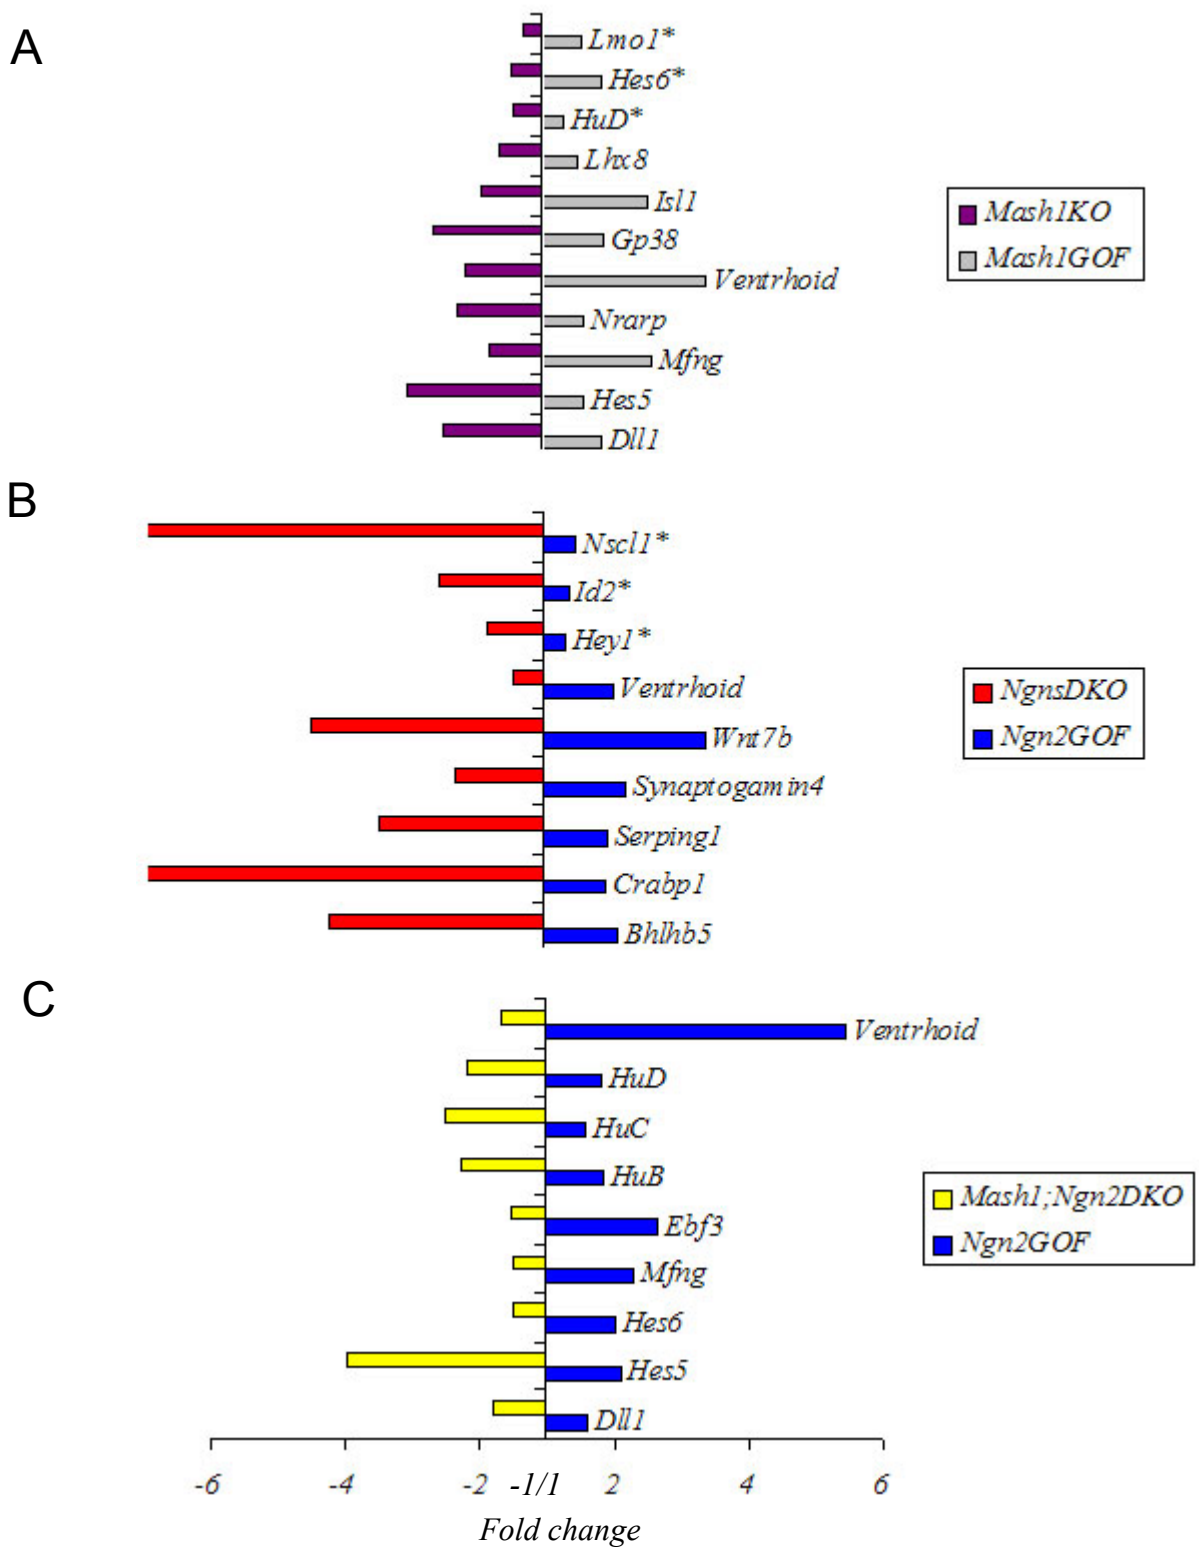 A
Lmo1*
Hes6*
HuD*
Lhx8
Isl1
Gp38
Ventrhoid
Nrarp
Mfng
Hes5
Dll1
Mash1KO
Mash1GOF
B
Nscl1*
Id2*
Hey1*
Ventrhoid
Wnt7b
Synaptogamin4
Serping1
Crabp1
Bhlhb5
NgnsDKO
Ngn2GOF
C
Ventrhoid
HuD
HuC
HuB
Ebf3
Mfng
Hes6
Hes5
Dll1
Mash1;Ngn2DKO
Ngn2GOF
-6 -4 -2 -1/1 2 4 6
Fold change